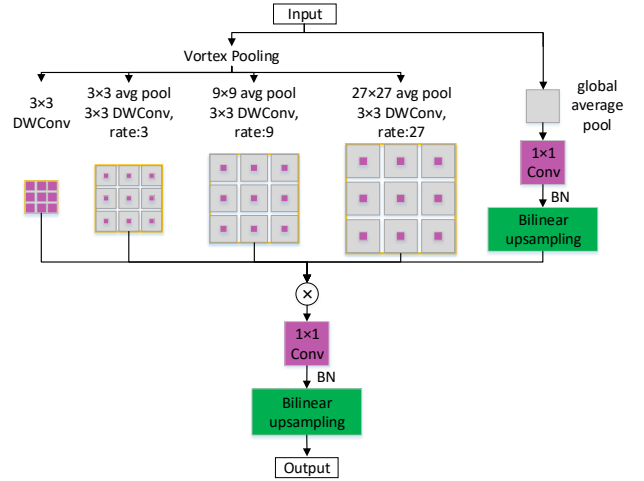 Input
Vortex Pooling
3×3
DWConv
3×3 avg pool
3×3 DWConv,
rate:3
9×9 avg pool
3×3 DWConv,
rate:9
27×27 avg pool
3×3 DWConv,
rate:27
global
average
pool
1×1
Conv
BN
Bilinear
upsampling
×
1×1
Conv
BN
Bilinear
upsampling
Output